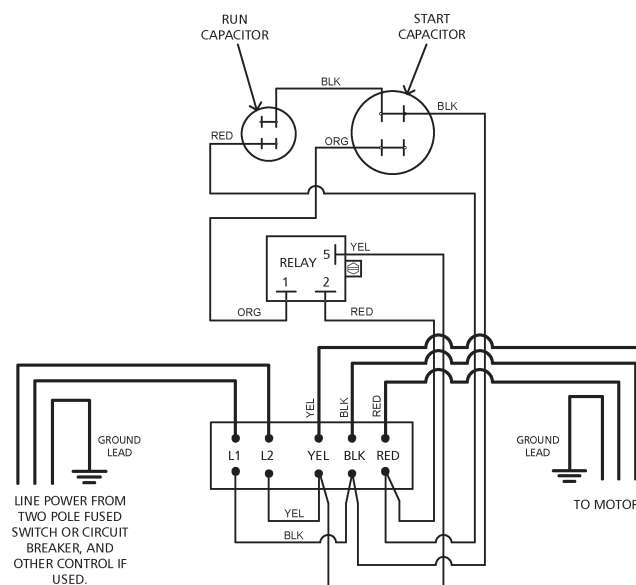 RUN
CAPACITOR
START
CAPACITOR
BLK
BLK
RED
ORG
YEL
5
RELAY
1
2
ORG
RED
YEL
BLK
RED
GROUND
LEAD
L1
L2
YEL
BLK
RED
GROUND
LEAD
LINE POWER FROM
TWO POLE FUSED
SWITCH OR CIRCUIT
BREAKER, AND
OTHER CONTROL IF
USED.
YEL
BLK
TO MOTOR